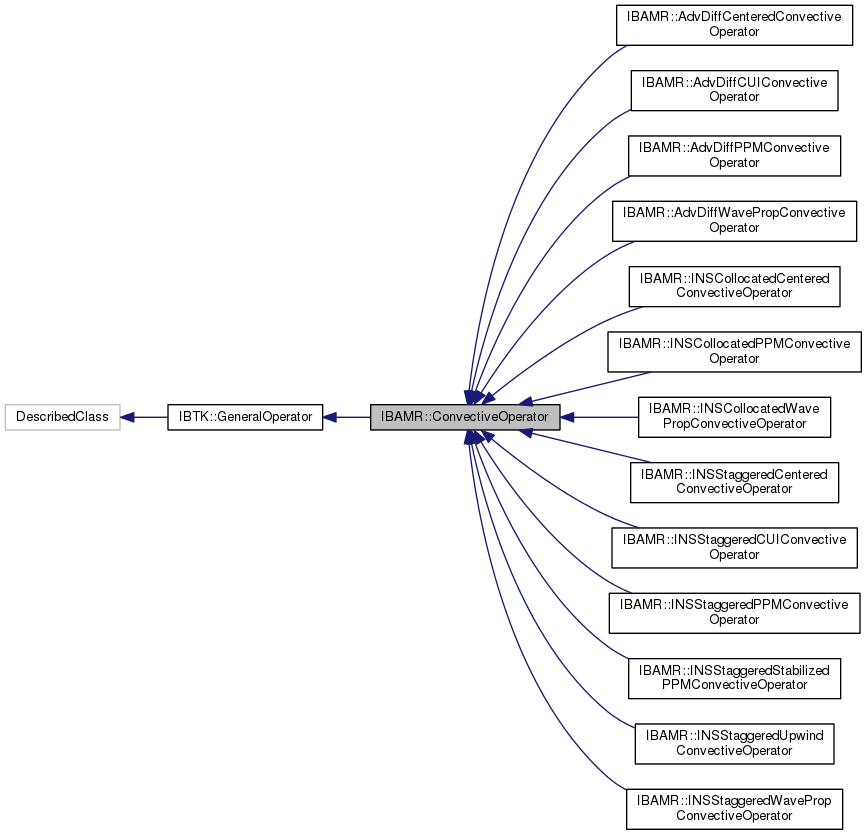 IBAMR::AdvDiffCenteredConvective
Operator
IBAMR::AdvDiffCUIConvective
Operator
IBAMR::AdvDiffPPMConvective
Operator
IBAMR::AdvDiffWavePropConvective
Operator
IBAMR::INSCollocatedCentered
ConvectiveOperator
IBAMR::INSCollocatedPPMConvective
Operator
DescribedClass
IBTK::GeneralOperator
IBAMR::ConvectiveOperator
IBAMR::INSCollocatedWave
PropConvectiveOperator
IBAMR::INSStaggeredCentered
ConvectiveOperator
IBAMR::INSStaggeredCUIConvective
Operator
IBAMR::INSStaggeredPPMConvective
Operator
IBAMR::INSStaggeredStabilized
PPMConvectiveOperator
IBAMR::INSStaggeredUpwind
ConvectiveOperator
IBAMR::INSStaggeredWaveProp
ConvectiveOperator